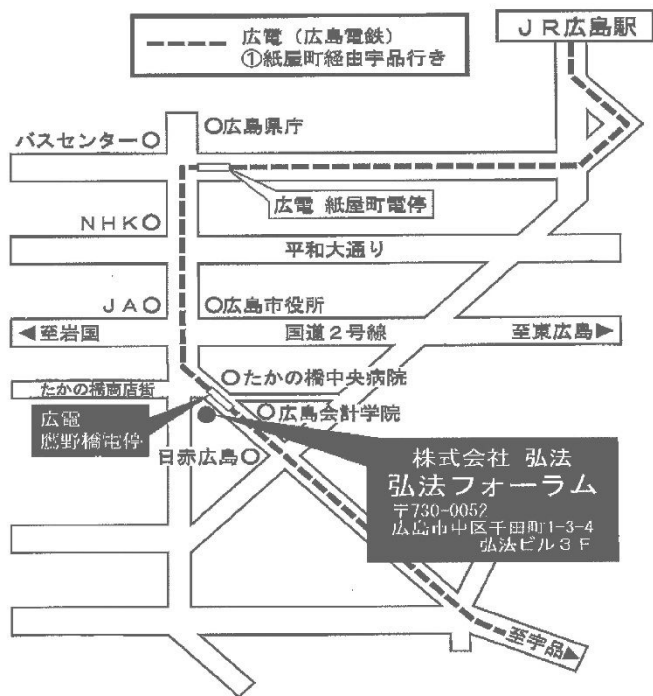 広電（広島電鉄）
①紙屋町経由宇品行き
ＪＲ広島駅
広島県庁
バスセンター
広電 紙屋町電停
NHK
平和大通り
JA
広島市役所
至岩国
国道２号線
至東広島
たかの橋中央病院
たかの橋商店街
広島会計学院
広電
鷹野橋電停
日赤広島
株式会社 弘法
弘法フォーラム
〒730-0052
広島市中区千田町1-3-4
弘法ビル３Ｆ
至宇品